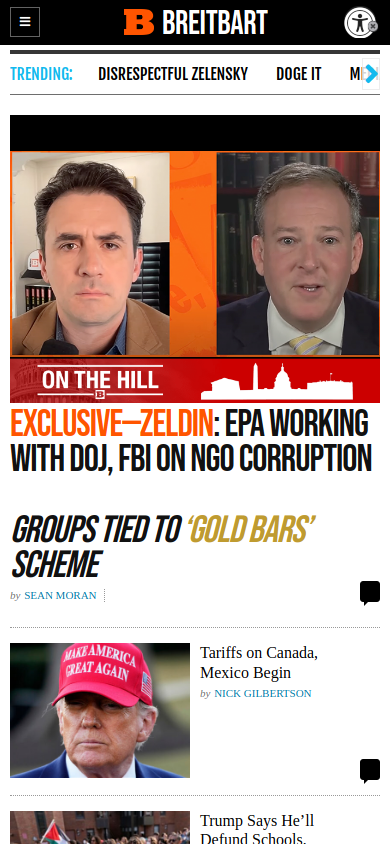 BREITBART
TRENDING:
DISRESPECTFUL ZELENSKY
DOGE IT
ON THE HILL
EXCLUSIVE—ZELDIN: EPA WORKING
WITH DOJ, FBI ON NGO CORRUPTION
GROUPS TIED TO ‘GOLD BARS’
SCHEME
by SEAN MORAN
MAKE AMERICA
GREAT AGAIN
Tariffs on Canada,
Mexico Begin
by NICK GILBERTSON
Trump Says He’ll
Defund Schools,